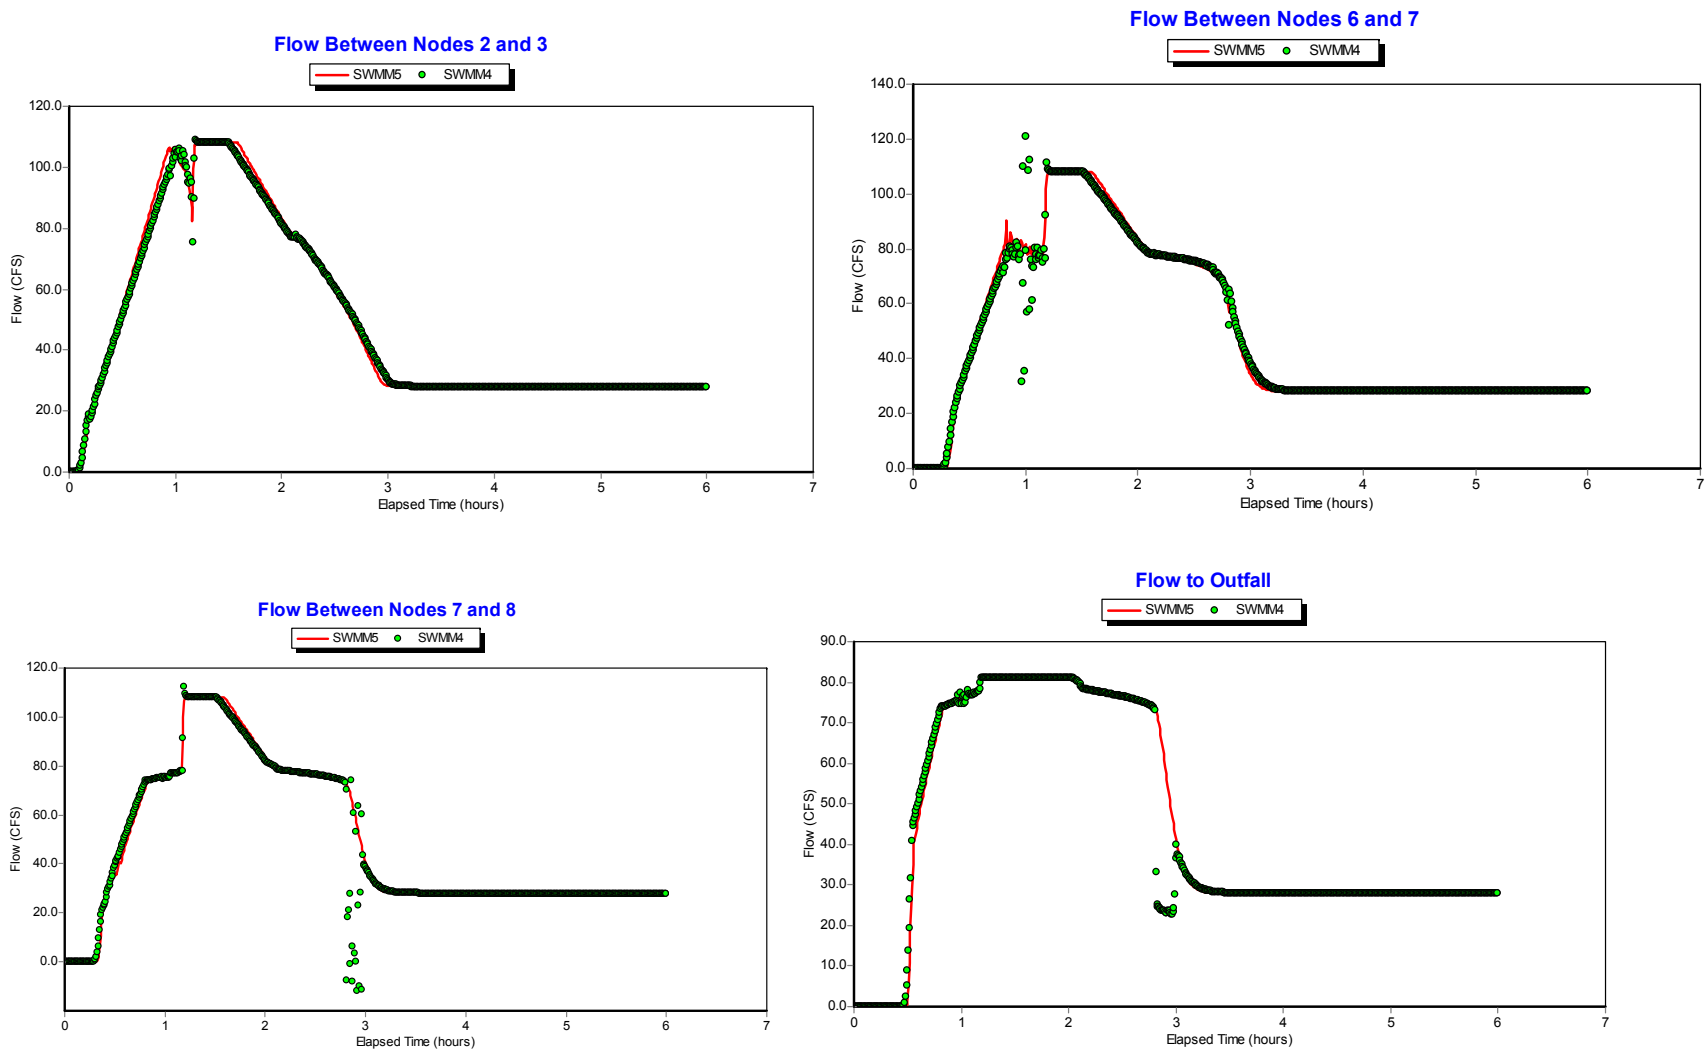 Flow Between Nodes 2 and 3
SWMM5 SWMM4
120.0
100.0
80.0
60.0
40.0
20.0
0.0
Flow (CFS)
0 1 2 3 4 5 6 7
Elapsed Time (hours)
Flow Between Nodes 6 and 7
SWMM5 SWMM4
140.0
120.0
100.0
80.0
60.0
40.0
20.0
0.0
Flow (CFS)
0 1 2 3 4 5 6 7
Elapsed Time (hours)
Flow Between Nodes 7 and 8
SWMM5 SWMM4
120.0
100.0
80.0
60.0
40.0
20.0
0.0
Flow (CFS)
0 1 2 3 4 5 6 7
Elapsed Time (hours)
Flow to Outfall
SWMM5 SWMM4
90.0
80.0
70.0
60.0
50.0
40.0
30.0
20.0
10.0
0.0
Flow (CFS)
0 1 2 3 4 5 6 7
Elapsed Time (hours)